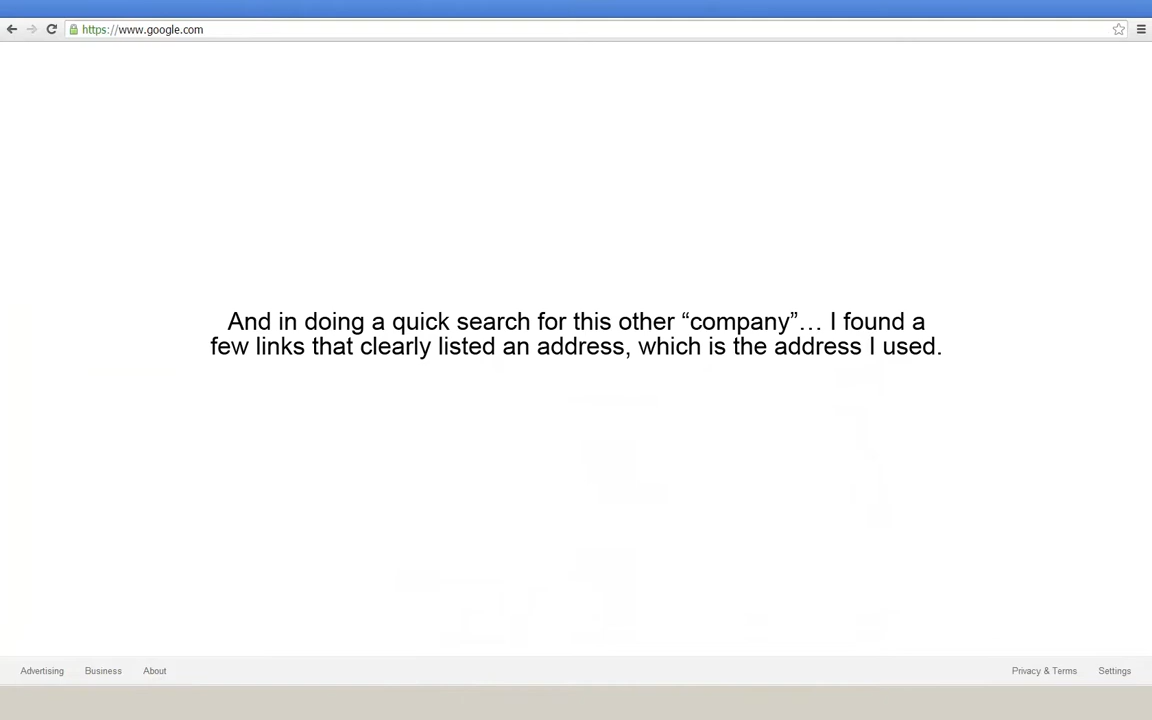 https://www.google.com
And in doing a quick search for this other “company”… I found a
few links that clearly listed an address, which is the address I used.
Advertising Business About Privacy & Terms Settings